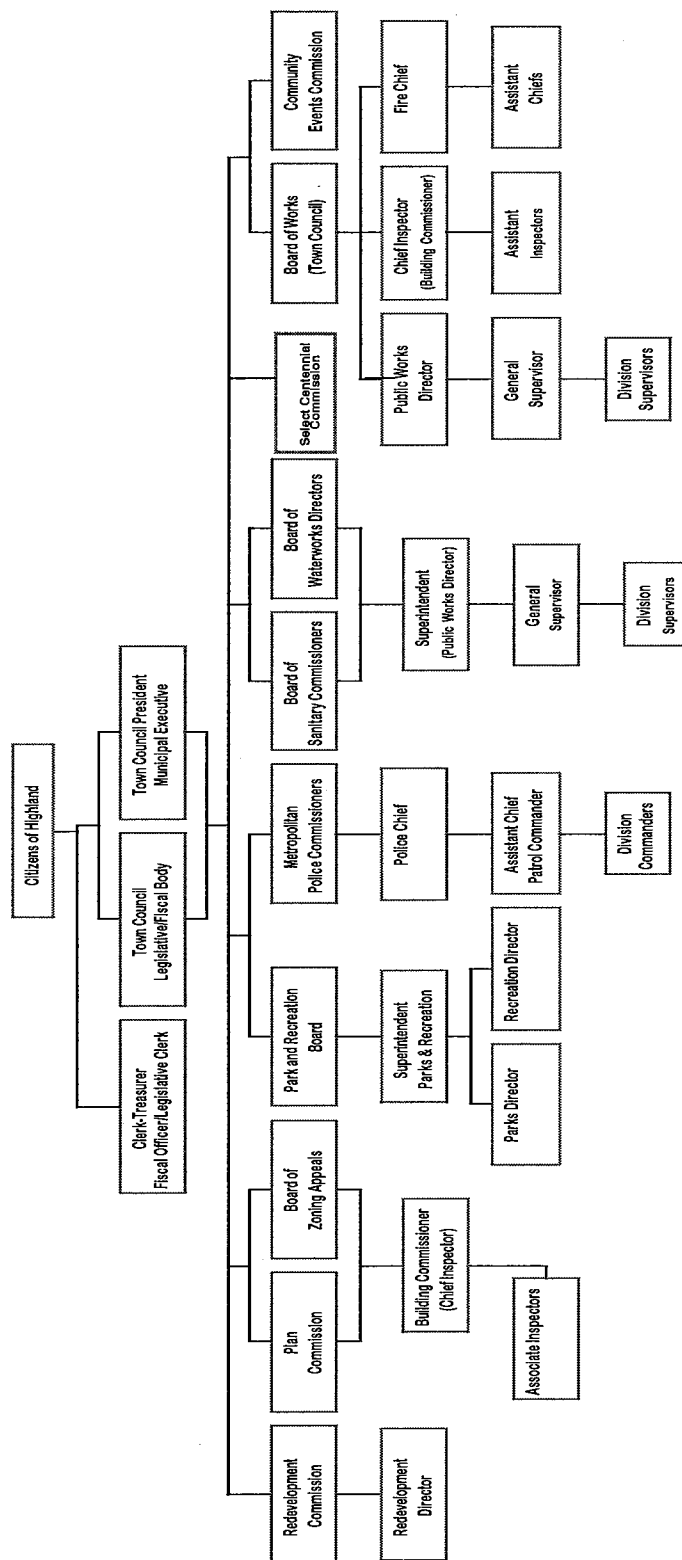 Citizens of Highland
Clerk-Treasurer
Fiscal Officer/Legislative Clerk
Town Council
Legislative/Fiscal Body
Town Council President
Municipal Executive
Redevelopment
Commission
Plan
Commission
Board of
Zoning Appeals
Park and Recreation
Board
Metropolitan
Police Commissioners
Board of
Sanitary Commissioners
Board of
Waterworks Directors
Select Centennial
Commission
Board of Works
(Town Council)
Community
Events Commission
Redevelopment
Director
Building Commissioner
(Chief Inspector)
Superintendent
Parks & Recreation
Police Chief
Superintendent
(Public Works Director)
Public Works
Director
Chief Inspector
(Building Commissioner)
Fire Chief
Associate Inspectors
Parks Director
Recreation Director
Assistant Chief
Patrol Commander
General
Supervisor
General
Supervisor
Assistant
Inspectors
Assistant
Chiefs
Division
Commanders
Division
Supervisors
Division
Supervisors